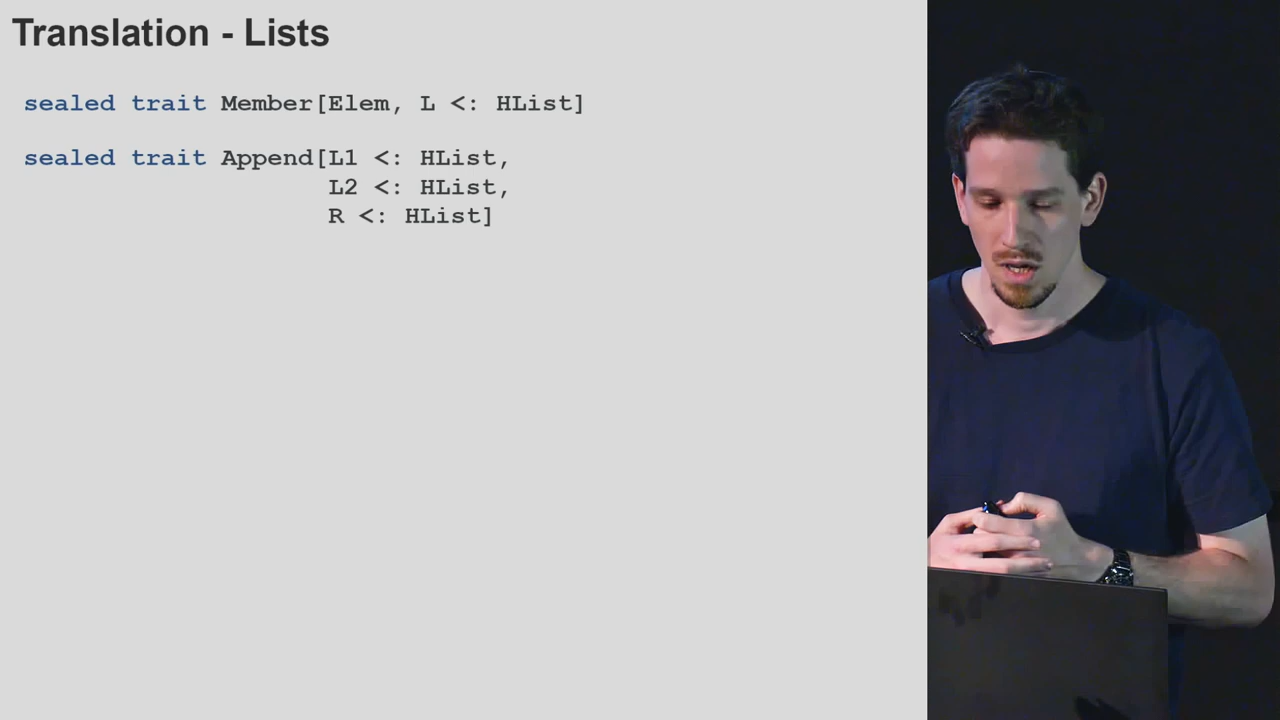 Translation - Lists
sealed trait Member[Elem, L <: HList]
sealed trait Append[L1 <: HList,
L2 <: HList,
R <: HList]